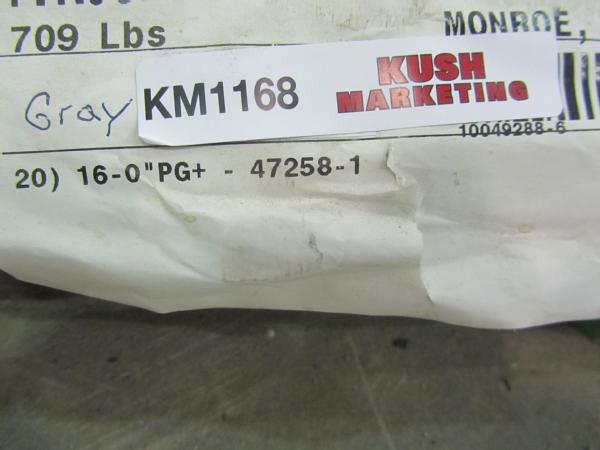 709 Lbs
MONROE,
Gray
KM1168
KUSH
MARKETING
10049288-6
20) 16-0"PG+ - 47258-1